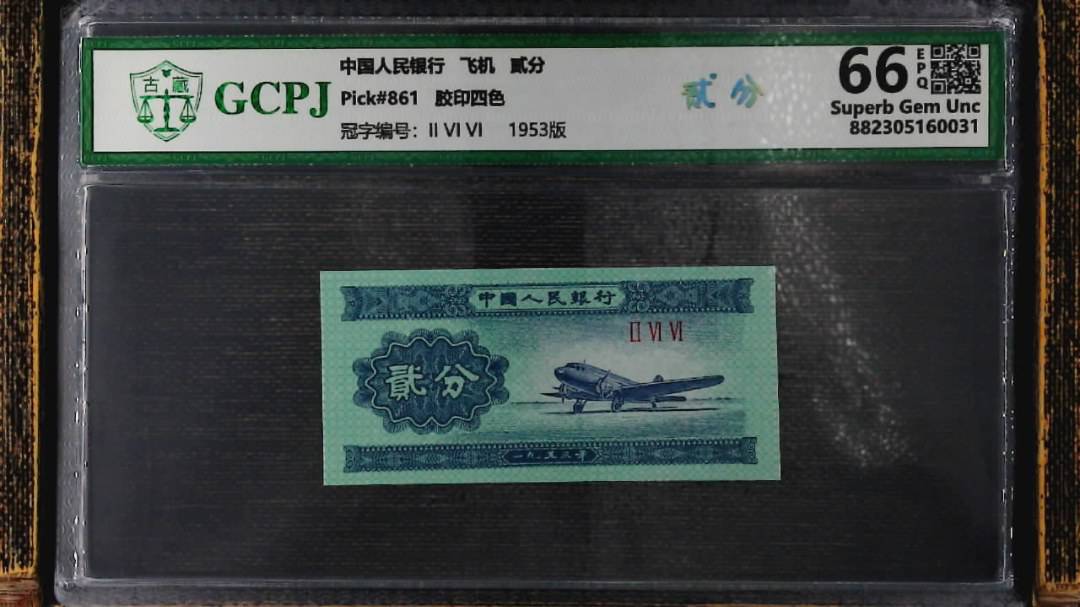 古藏
GCPJ
中国人民银行 飞机 贰分
Pick#861 胶印四色
冠字编号：II VI VI 1953版
贰分
66
EPQ
Superb Gem Unc
882305160031
中國人民銀行
II VI VI
貳分
一九五三年